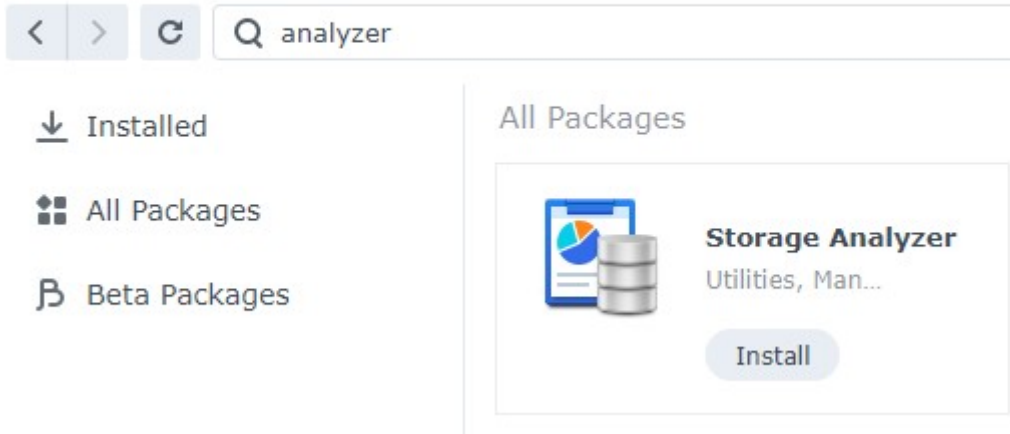 analyzer
Installed
All Packages
Beta Packages
All Packages
Storage Analyzer
Utilities, Man...
Install